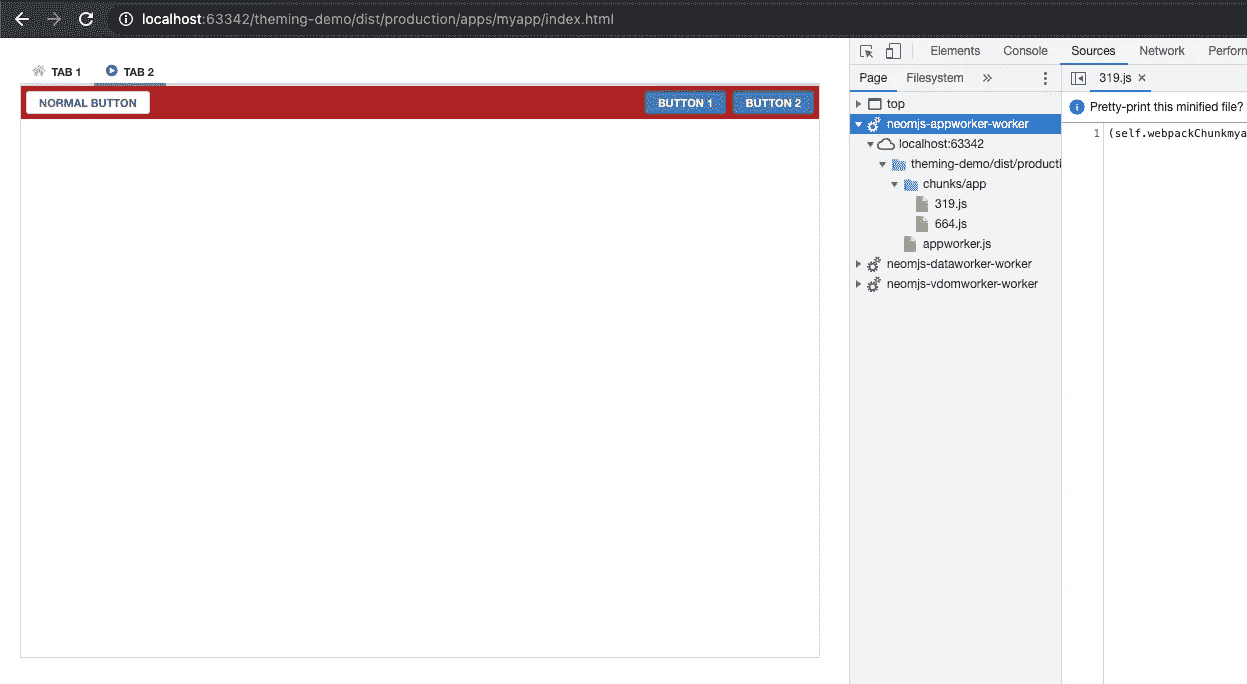 localhost:63342/theming-demo/dist/production/apps/myapp/index.html
Elements Console Sources Network Perform
TAB 1 TAB 2
Page Filesystem » 319.js ×
NORMAL BUTTON BUTTON 1 BUTTON 2
top
Pretty-print this minified file?
neomjs-appworker-worker
1 (self.webpackChunkmya
localhost:63342
theming-demo/dist/producti
chunks/app
319.js
664.js
appworker.js
neomjs-dataworker-worker
neomjs-vdomworker-worker